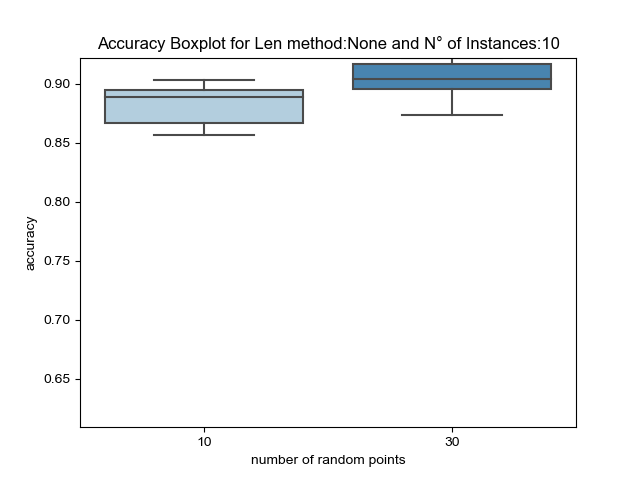 Accuracy Boxplot for Len method:None and N° of Instances:10
0.90
0.85
0.80
0.75
0.70
0.65
accuracy
10 30
number of random points